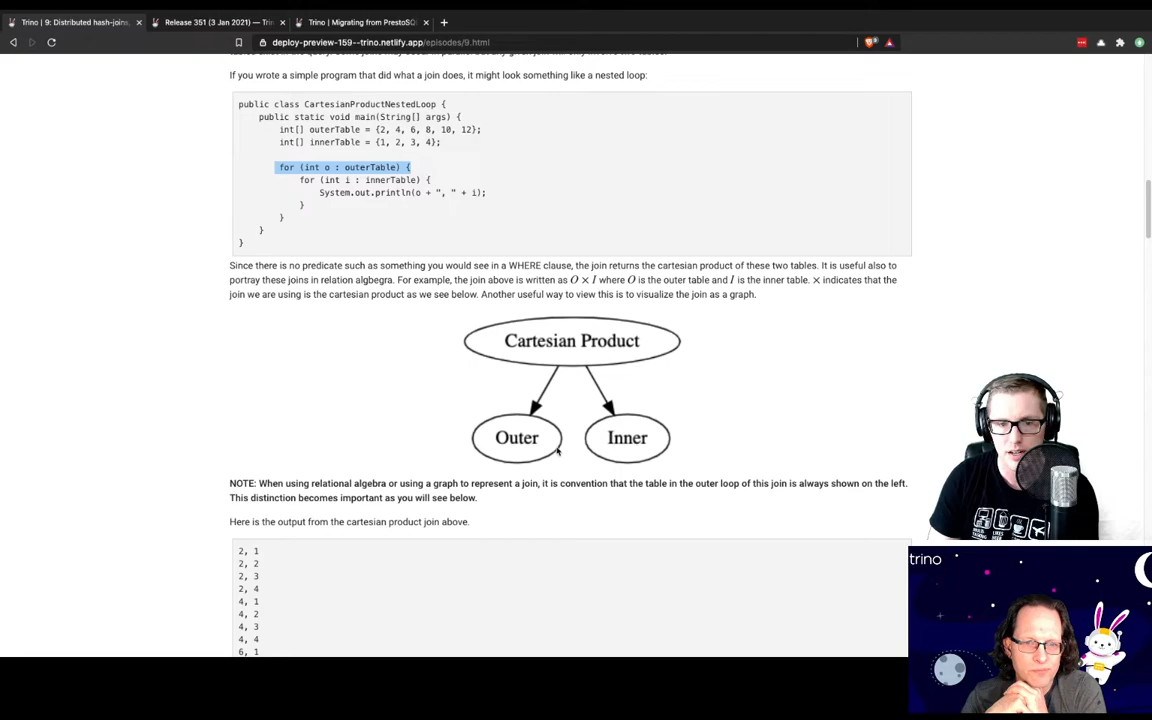 Trino | 9: Distributed hash-joins,
Release 351 (3 Jan 2021) — Trin
Trino | Migrating from PrestoSQ
deploy-preview-159--trino.netlify.app/episodes/9.html
If you wrote a simple program that did what a join does, it might look something like a nested loop:
public class CartesianProductNestedLoop {
public static void main(String[] args) {
int[] outerTable = {2, 4, 6, 8, 10, 12};
int[] innerTable = {1, 2, 3, 4};
for (int o : outerTable) {
for (int i : innerTable) {
System.out.println(o + ", " + i);
}
}
}
}
Since there is no predicate such as something you would see in a WHERE clause, the join returns the cartesian product of these two tables. It is useful also to
portray these joins in relation algbegra. For example, the join above is written as O × I where O is the outer table and I is the inner table. × indicates that the
join we are using is the cartesian product as we see below. Another useful way to view this is to visualize the join as a graph.
Cartesian Product
Outer
Inner
NOTE: When using relational algebra or using a graph to represent a join, it is convention that the table in the outer loop of this join is always shown on the left.
This distinction becomes important as you will see below.
Here is the output from the cartesian product join above.
2, 1
2, 2
2, 3
2, 4
4, 1
4, 2
4, 3
4, 4
6, 1
trino